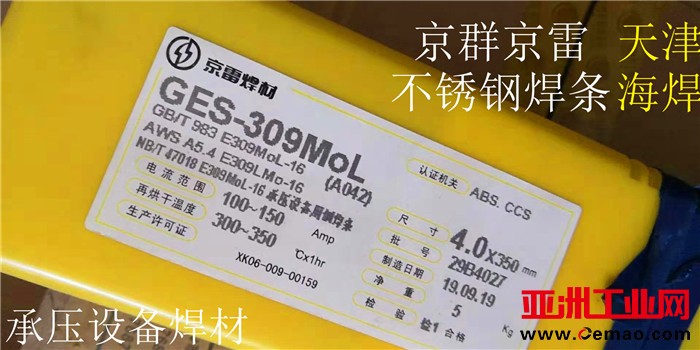 京群京雷 天津
不锈钢焊条 海焊
京雷焊材
GES-309MoL
GB/T 983 E309MoL-16
AWS A5.4 E309LMo-16 (A042)
NB/T 47018 E309MoL-16 承压设备用钢焊条
电流范围 100~150 Amp
再烘干温度 300~350 ℃x1hr
生产许可证 XK06-009-00159
认证机关 ABS. CCS
尺寸 4.0X350 mm
批号 29B4027
制造日期 19.09.19
净重 5 Kg
检验 检1 合格
承压设备焊材
亚洲工业网
www.cemao.com